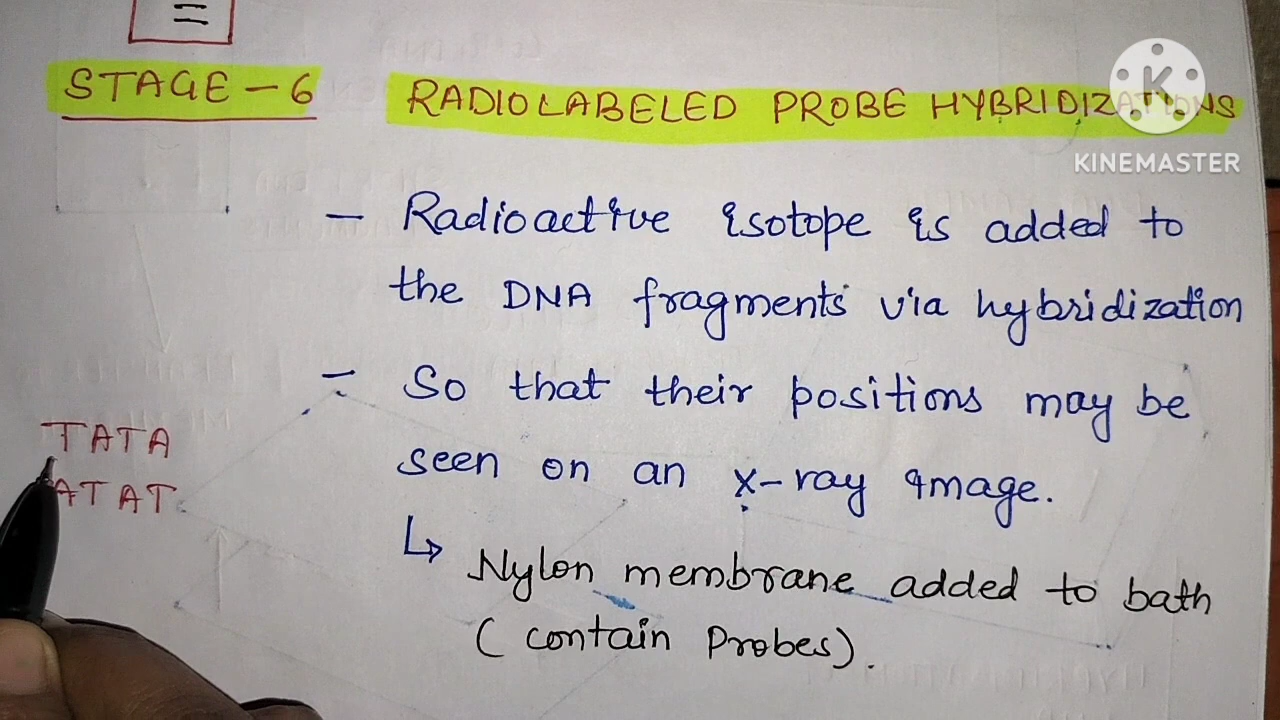 =
STAGE - 6 RADIOLABELED PROBE HYBRIDIZATIONS
K
KINEMASTER
- Radioactive isotope is added to
the DNA fragments via hybridization
- So that their positions may be
seen on an x-ray image.
↳ Nylon membrane added to bath
(contain Probes).
TATA
ATAT